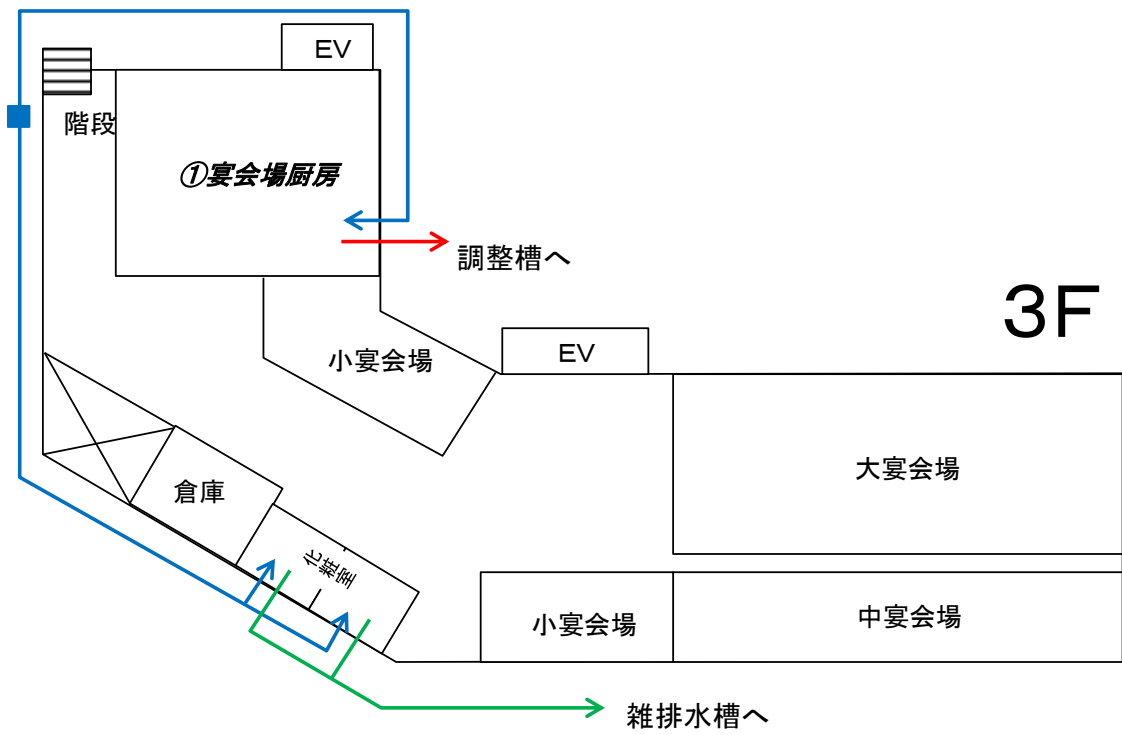 EV
階段
①宴会場厨房
調整槽へ
3F
小宴会場
EV
大宴会場
倉庫
化粧室
小宴会場
中宴会場
雑排水槽へ